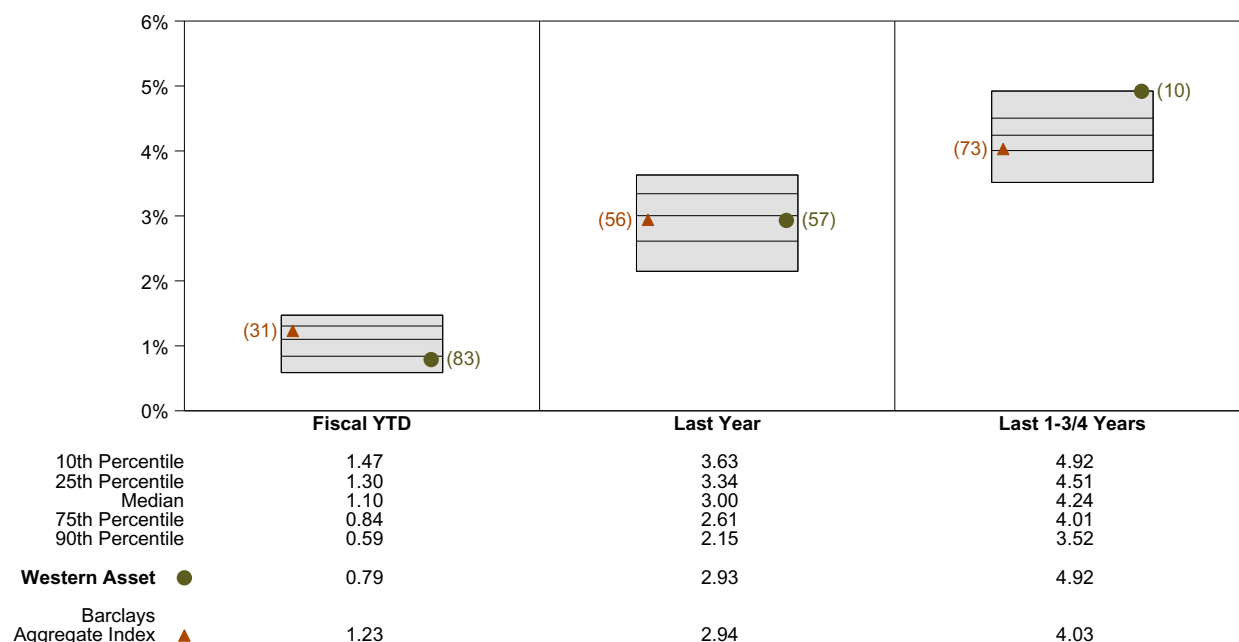 6%
5%
4%
3%
2%
1%
0%
(31)
(83)
(56)
(57)
(73)
(10)
Fiscal YTD Last Year Last 1-3/4 Years
10th Percentile 1.47 3.63 4.92
25th Percentile 1.30 3.34 4.51
Median 1.10 3.00 4.24
75th Percentile 0.84 2.61 4.01
90th Percentile 0.59 2.15 3.52
Western Asset 0.79 2.93 4.92
Barclays
Aggregate Index 1.23 2.94 4.03